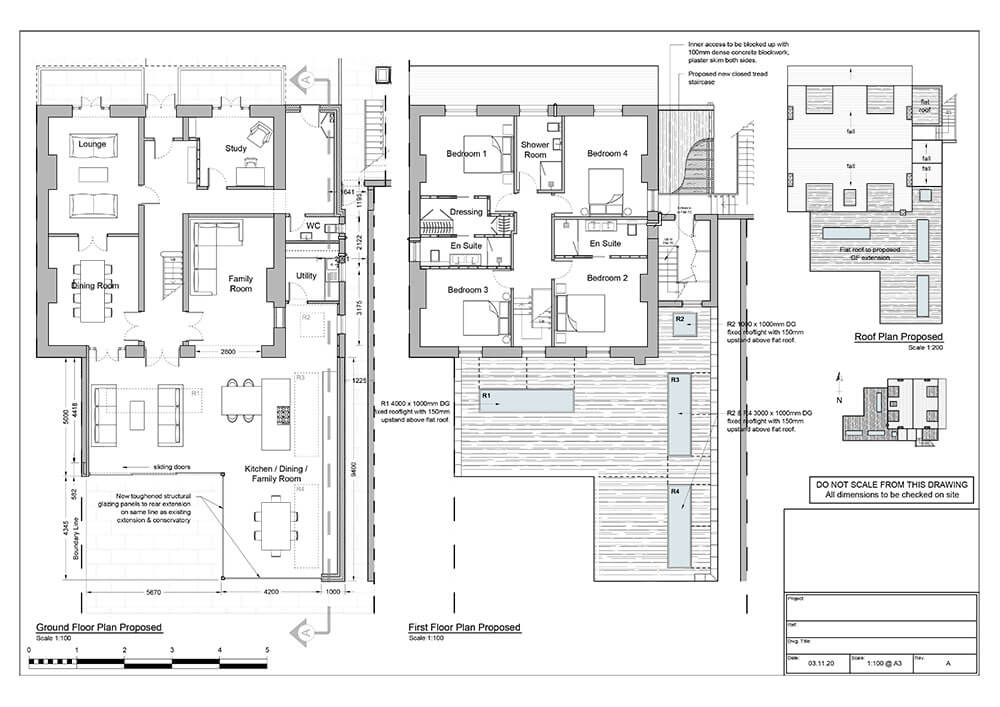 A
Lounge
Study
1641
1195
WC
2122
Dining Room
Family
Room
Utility
3175
R2
2800
1225
R1
R3
5000
4418
sliding doors
Kitchen / Dining /
Family Room
9400
R4
New toughened structural
glazing panels to rear extension
on same line as existing
extension & conservatory
582
4345
Boundary Line
5670
4200
1000
A
Ground Floor Plan Proposed
Scale 1:100
0 1 2 3 4 5
Inner access to be blocked up with
100mm dense concrete blockwork,
plaster skim both sides.
Proposed new closed tread
staircase
Bedroom 1
Shower
Room
Bedroom 4
Dressing
En Suite
En Suite
Bedroom 3
Bedroom 2
R2
R2 1000 x 1000mm DG
fixed rooflight with 150mm
upstand above flat roof.
R1
R1 4000 x 1000mm DG
fixed rooflight with 150mm
upstand above flat roof.
R3
R2 & R4 3000 x 1000mm DG
fixed rooflight with 150mm
upstand above flat roof.
R4
First Floor Plan Proposed
Scale 1:100
flat
roof
fall
fall
fall
fall
Flat roof to proposed
GF extension
Roof Plan Proposed
Scale 1:200
N
DO NOT SCALE FROM THIS DRAWING
All dimensions to be checked on site
Project:
Ref:
Dwg. Title:
Date: 03.11.20 Scale: 1:100 @ A3 Rev. A